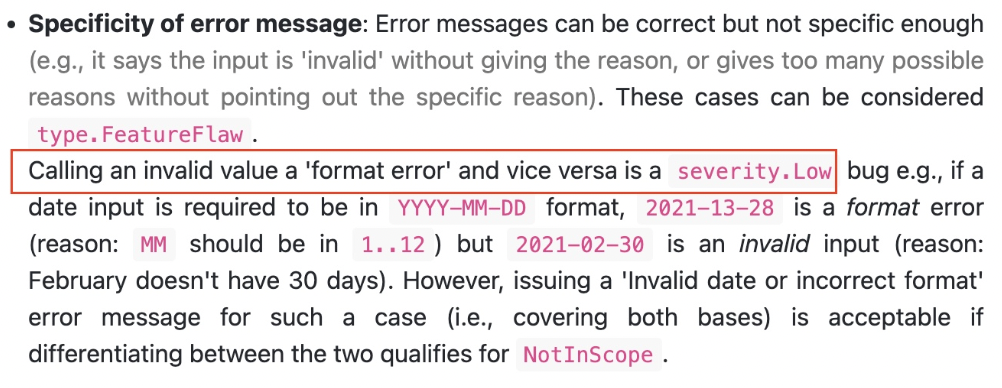 • Specificity of error message: Error messages can be correct but not specific enough
(e.g., it says the input is 'invalid' without giving the reason, or gives too many possible
reasons without pointing out the specific reason). These cases can be considered
type.FeatureFlaw .
Calling an invalid value a 'format error' and vice versa is a severity.Low bug e.g., if a
date input is required to be in YYYY-MM-DD format, 2021-13-28 is a format error
(reason: MM should be in 1..12 ) but 2021-02-30 is an invalid input (reason:
February doesn't have 30 days). However, issuing a 'Invalid date or incorrect format'
error message for such a case (i.e., covering both bases) is acceptable if
differentiating between the two qualifies for NotInScope .